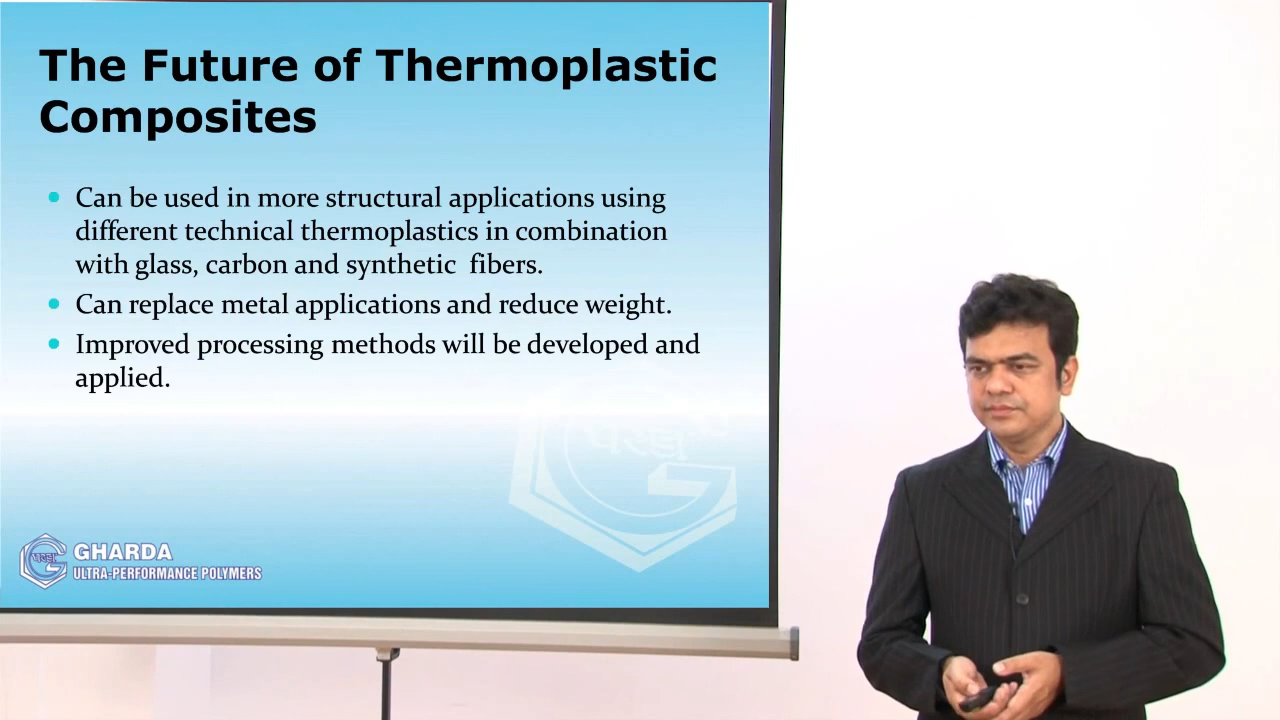 The Future of Thermoplastic
Composites
Can be used in more structural applications using
different technical thermoplastics in combination
with glass, carbon and synthetic fibers.
Can replace metal applications and reduce weight.
Improved processing methods will be developed and
applied.
GHARDA
ULTRA-PERFORMANCE POLYMERS